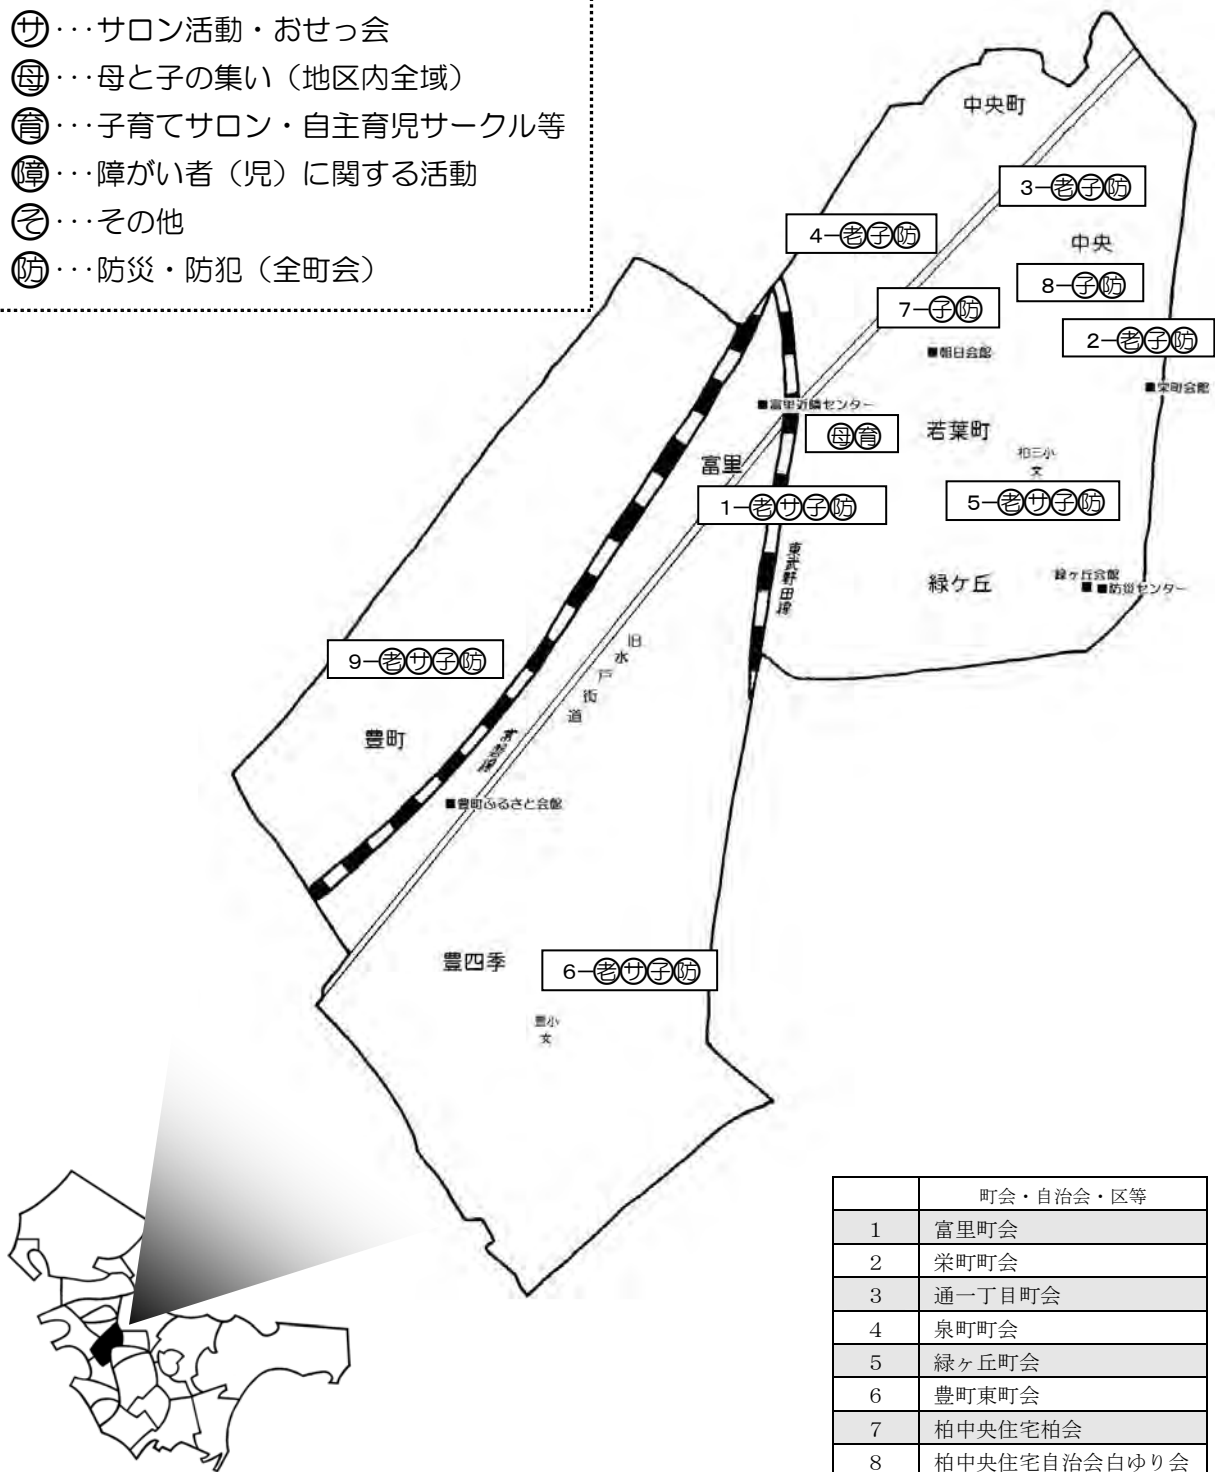 サ･･･サロン活動・おせっ会
母･･･母と子の集い（地区内全域）
育･･･子育てサロン・自主育児サークル等
障･･･障がい者（児）に関する活動
そ･･･その他
防･･･防災・防犯（全町会）
中央町
3－老子防
4－老子防
中央
8－子防
7－子防
2－老子防
■朝日会館
■栄町会館
■富里近隣センター
母育
若葉町
柏三小
文
富里
1－老サ子防
5－老サ子防
東武野田線
緑ケ丘
緑ヶ丘会館
■ ■防災センター
旧水戸街道
9－老サ子防
豊町
常磐線
■豊町ふるさと会館
豊四季
6－老サ子防
豊小
文
町会・自治会・区等
1 富里町会
2 栄町町会
3 通一丁目町会
4 泉町町会
5 緑ヶ丘町会
6 豊町東町会
7 柏中央住宅柏会
8 柏中央住宅自治会白ゆり会